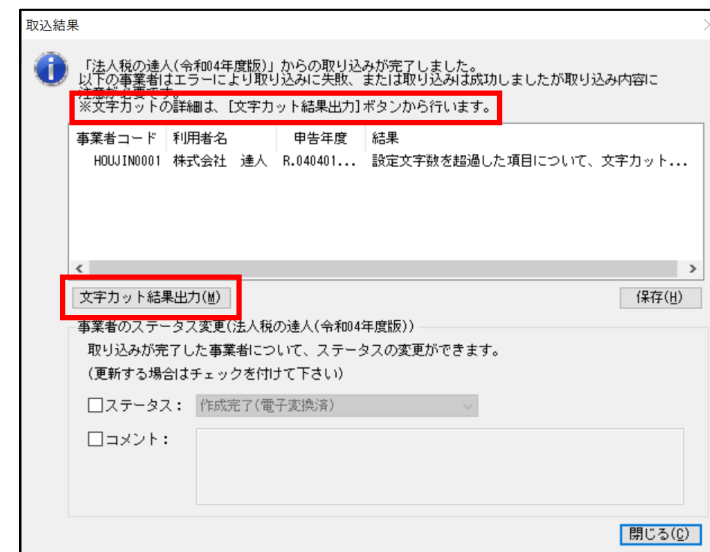 取込結果
「法人税の達人(令和04年度版)」からの取り込みが完了しました。
以下の事業者はエラーにより取り込みに失敗、または取り込みは成功しましたが取り込み内容に
注意が必要です。
※文字カットの詳細は、[文字カット結果出力]ボタンから行います。
事業者コード 利用者名 申告年度 結果
HOUJIN0001 株式会社 達人 R.040401... 設定文字数を超過した項目について、文字カット...
文字カット結果出力(M) 保存(H)
事業者のステータス変更(法人税の達人(令和04年度版))
取り込みが完了した事業者について、ステータスの変更ができます。
(更新する場合はチェックを付けて下さい)
ステータス: 作成完了(電子変換済)
コメント:
閉じる(C)